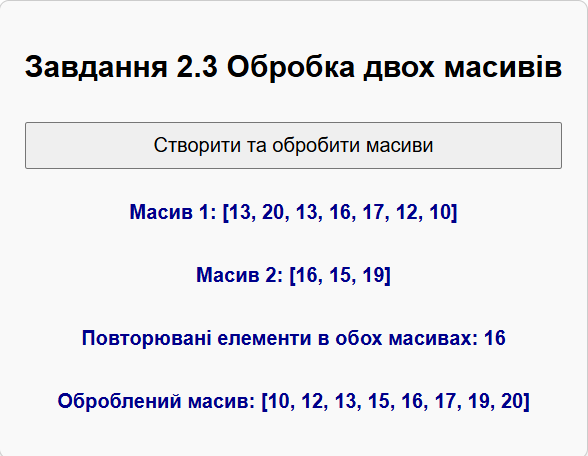 Завдання 2.3 Обробка двох масивів
Створити та обробити масиви
Масив 1: [13, 20, 13, 16, 17, 12, 10]
Масив 2: [16, 15, 19]
Повторювані елементи в обох масивах: 16
Оброблений масив: [10, 12, 13, 15, 16, 17, 19, 20]